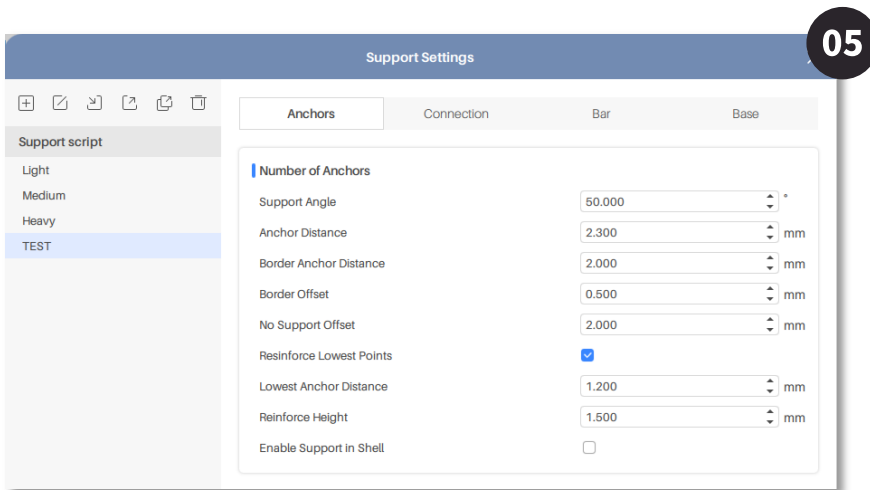 05
Support Settings
Support script
Light
Medium
Heavy
TEST
Anchors Connection Bar Base
Number of Anchors
Support Angle 50.000 °
Anchor Distance 2.300 mm
Border Anchor Distance 2.000 mm
Border Offset 0.500 mm
No Support Offset 2.000 mm
Resinforce Lowest Points
Lowest Anchor Distance 1.200 mm
Reinforce Height 1.500 mm
Enable Support in Shell